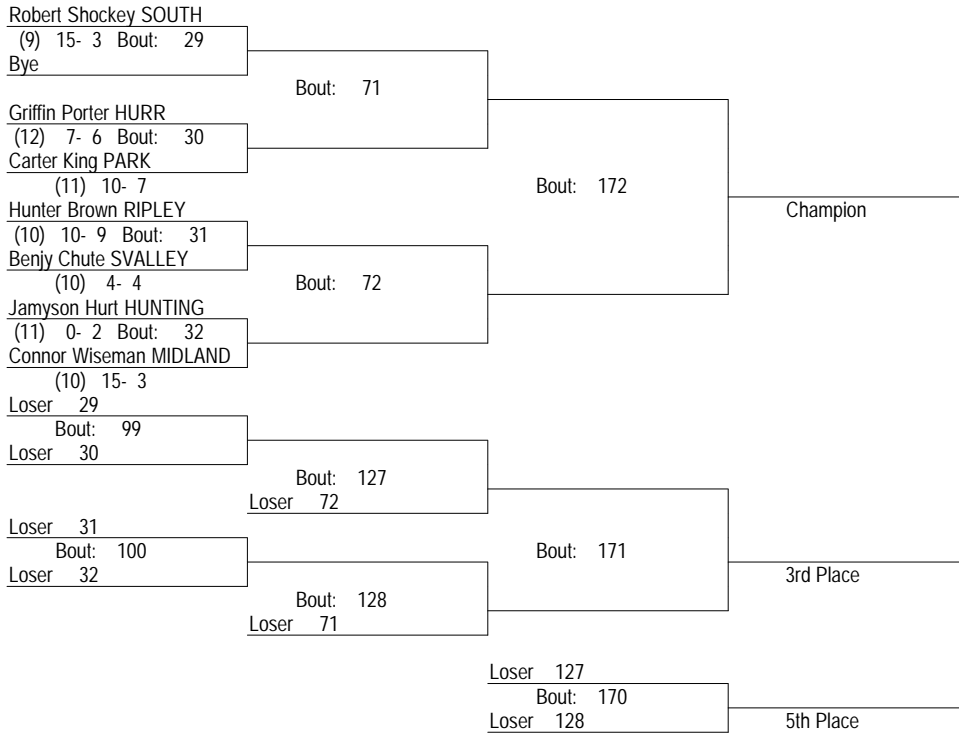 Robert Shockey SOUTH
(9) 15- 3 Bout: 29
Bye
Bout: 71
Griffin Porter HURR
(12) 7- 6 Bout: 30
Carter King PARK
(11) 10- 7
Bout: 172
Hunter Brown RIPLEY
Champion
(10) 10- 9 Bout: 31
Benjy Chute SVALLEY
(10) 4- 4
Bout: 72
Jamyson Hurt HUNTING
(11) 0- 2 Bout: 32
Connor Wiseman MIDLAND
(10) 15- 3
Loser 29
Bout: 99
Loser 30
Bout: 127
Loser 72
Loser 31
Bout: 100
Bout: 171
Loser 32
3rd Place
Bout: 128
Loser 71
Loser 127
Bout: 170
Loser 128
5th Place